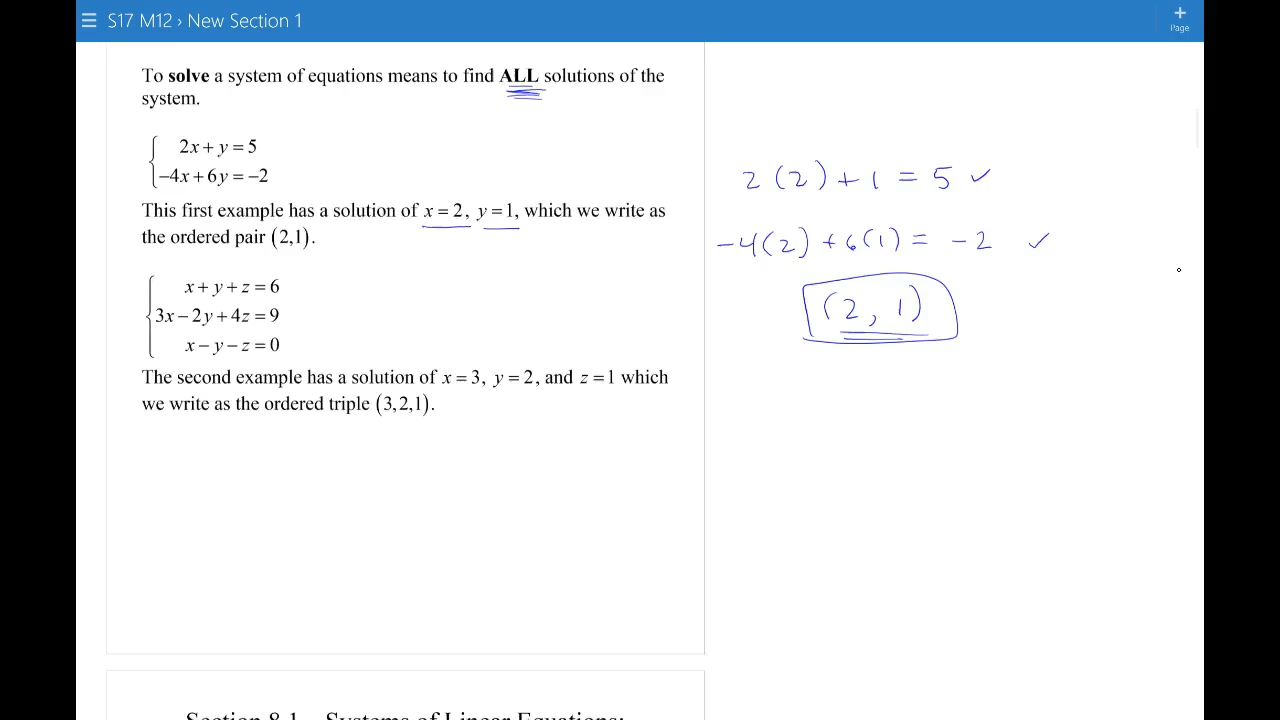 S17 M12 › New Section 1
+
Page
To solve a system of equations means to find ALL solutions of the
system.
2x + y = 5
−4x + 6y = −2
This first example has a solution of x = 2, y = 1, which we write as
the ordered pair (2,1).
x + y + z = 6
3x − 2y + 4z = 9
x − y − z = 0
The second example has a solution of x = 3, y = 2, and z = 1 which
we write as the ordered triple (3,2,1).
2(2) + 1 = 5 ✓
−4(2) + 6(1) = −2 ✓
(2, 1)